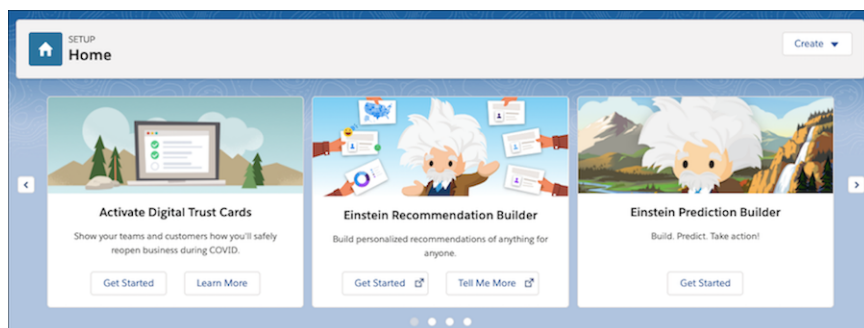 SETUP
Home
Create
Activate Digital Trust Cards
Show your teams and customers how you'll safely
reopen business during COVID.
Get Started
Learn More
Einstein Recommendation Builder
Build personalized recommendations of anything for
anyone.
Get Started
Tell Me More
Einstein Prediction Builder
Build. Predict. Take action!
Get Started